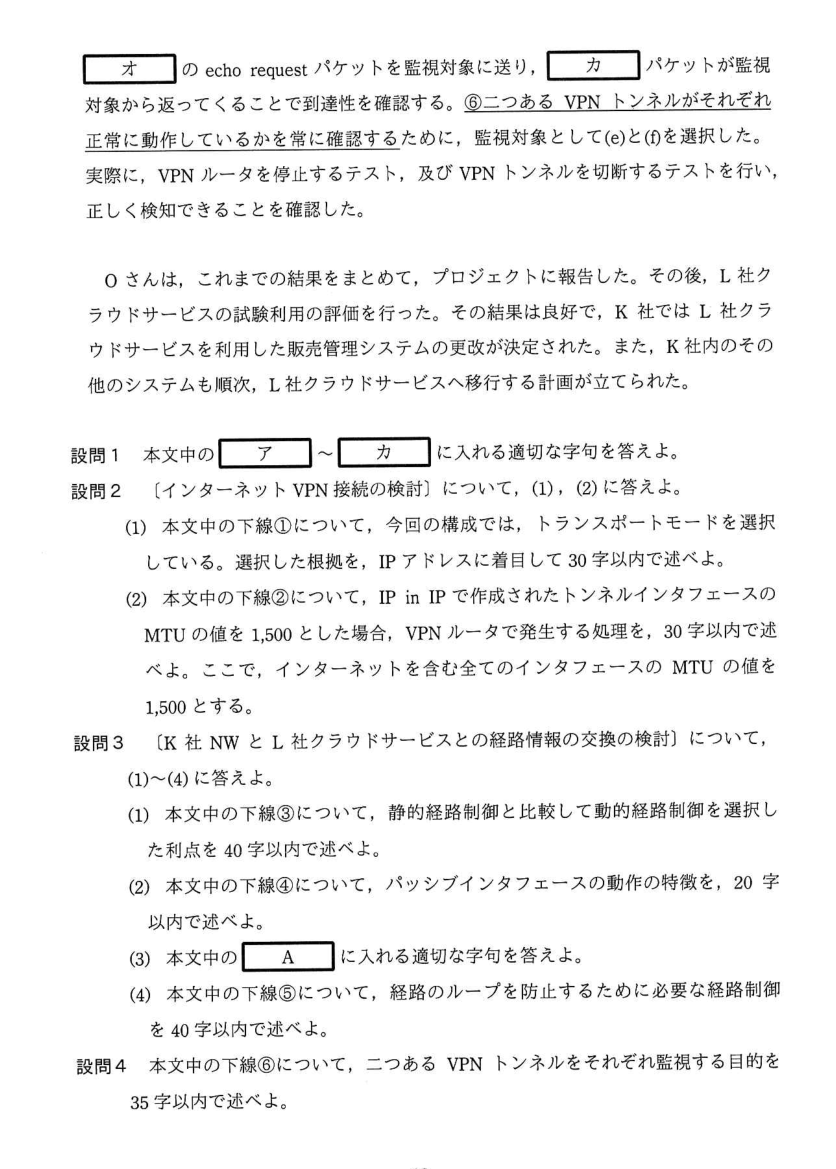 オ の echo request パケットを監視対象に送り， カ パケットが監視
対象から返ってくることで到達性を確認する。⑥二つある VPN トンネルがそれぞれ
正常に動作しているかを常に確認するために，監視対象として(e)と(f)を選択した。
実際に，VPN ルータを停止するテスト，及び VPN トンネルを切断するテストを行い，
正しく検知できることを確認した。
O さんは，これまでの結果をまとめて，プロジェクトに報告した。その後，L 社ク
ラウドサービスの試験利用の評価を行った。その結果は良好で，K 社では L 社クラ
ウドサービスを利用した販売管理システムの更改が決定された。また，K 社内のその
他のシステムも順次，L 社クラウドサービスへ移行する計画が立てられた。
設問1 本文中の ア ～ カ に入れる適切な字句を答えよ。
設問2 〔インターネット VPN 接続の検討〕について，(1)，(2) に答えよ。
(1) 本文中の下線①について，今回の構成では，トランスポートモードを選択
している。選択した根拠を，IP アドレスに着目して 30 字以内で述べよ。
(2) 本文中の下線②について，IP in IP で作成されたトンネルインタフェースの
MTU の値を 1,500 とした場合，VPN ルータで発生する処理を，30 字以内で述
べよ。ここで，インターネットを含む全てのインタフェースの MTU の値を
1,500 とする。
設問3 〔K 社 NW と L 社クラウドサービスとの経路情報の交換の検討〕について，
(1)～(4) に答えよ。
(1) 本文中の下線③について，静的経路制御と比較して動的経路制御を選択し
た利点を 40 字以内で述べよ。
(2) 本文中の下線④について，パッシブインタフェースの動作の特徴を，20 字
以内で述べよ。
(3) 本文中の A に入れる適切な字句を答えよ。
(4) 本文中の下線⑤について，経路のループを防止するために必要な経路制御
を 40 字以内で述べよ。
設問4 本文中の下線⑥について，二つある VPN トンネルをそれぞれ監視する目的を
35 字以内で述べよ。